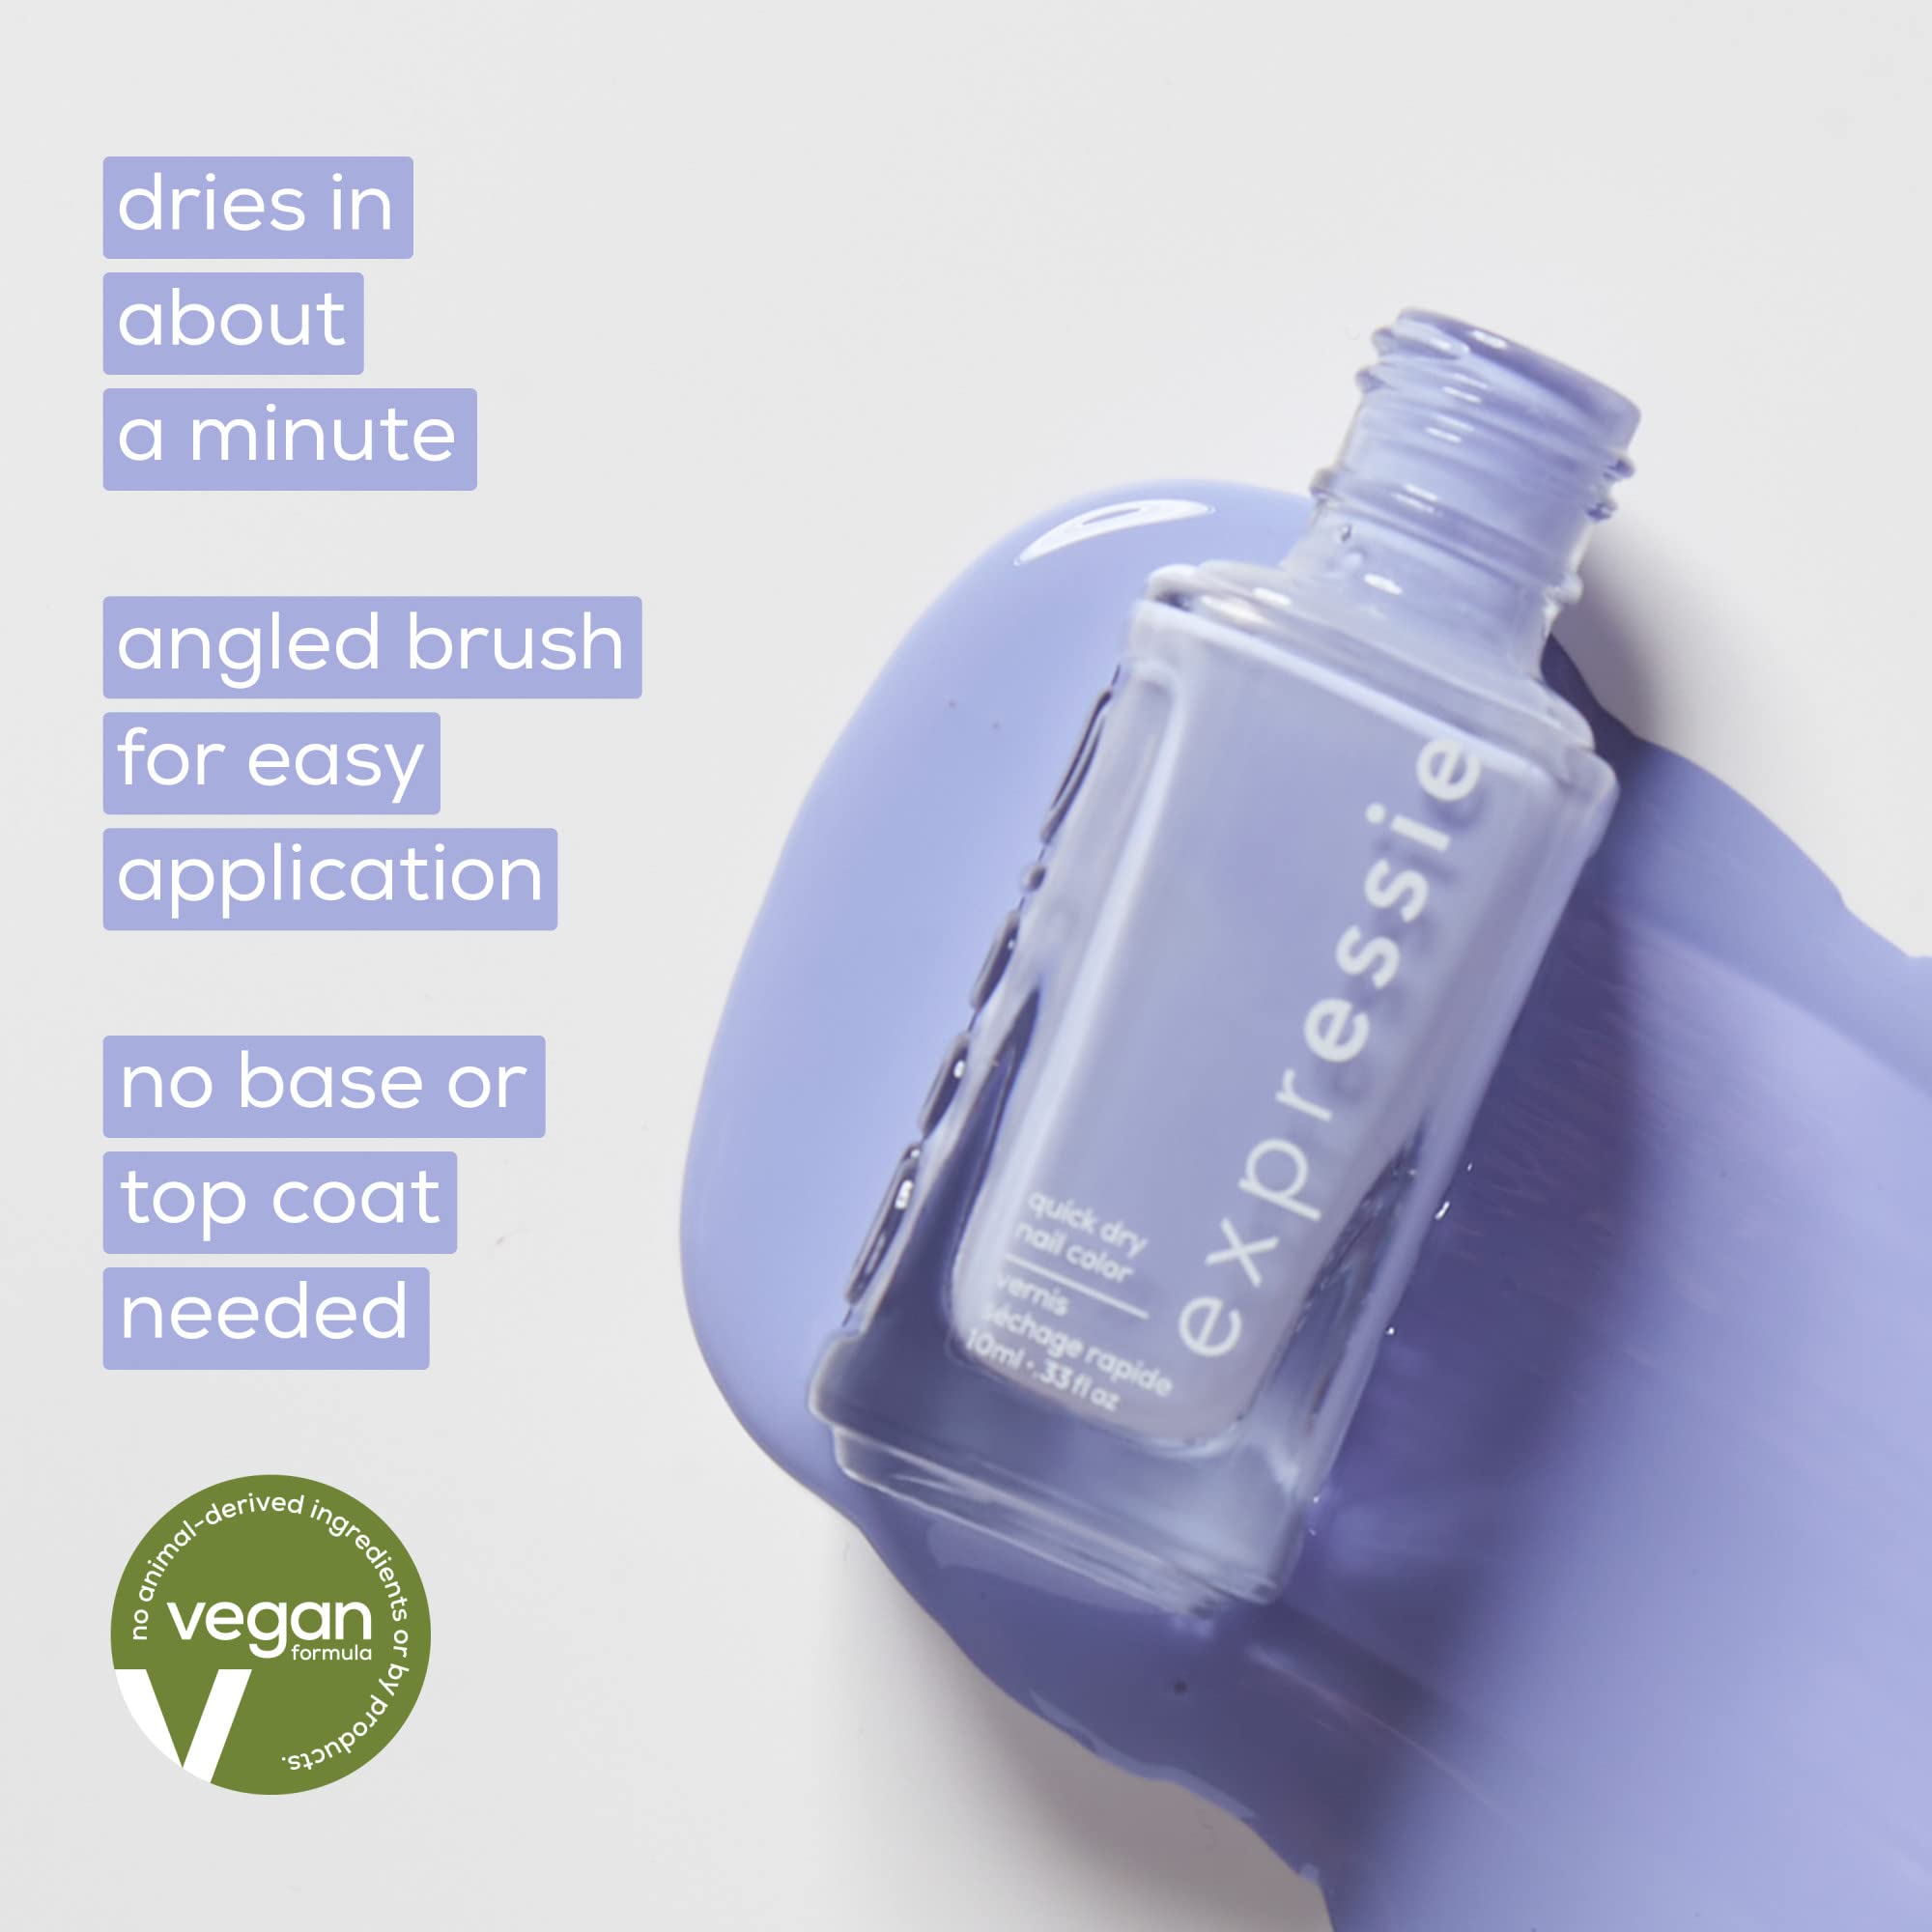 dries in
about
a minute
angled brush
for easy
application
no base or
top coat
needed
no animal-derived ingredients or by products.
vegan
formula
V
expressie
quick dry
nail color
vernis
séchage rapide
10ml • .33 fl oz